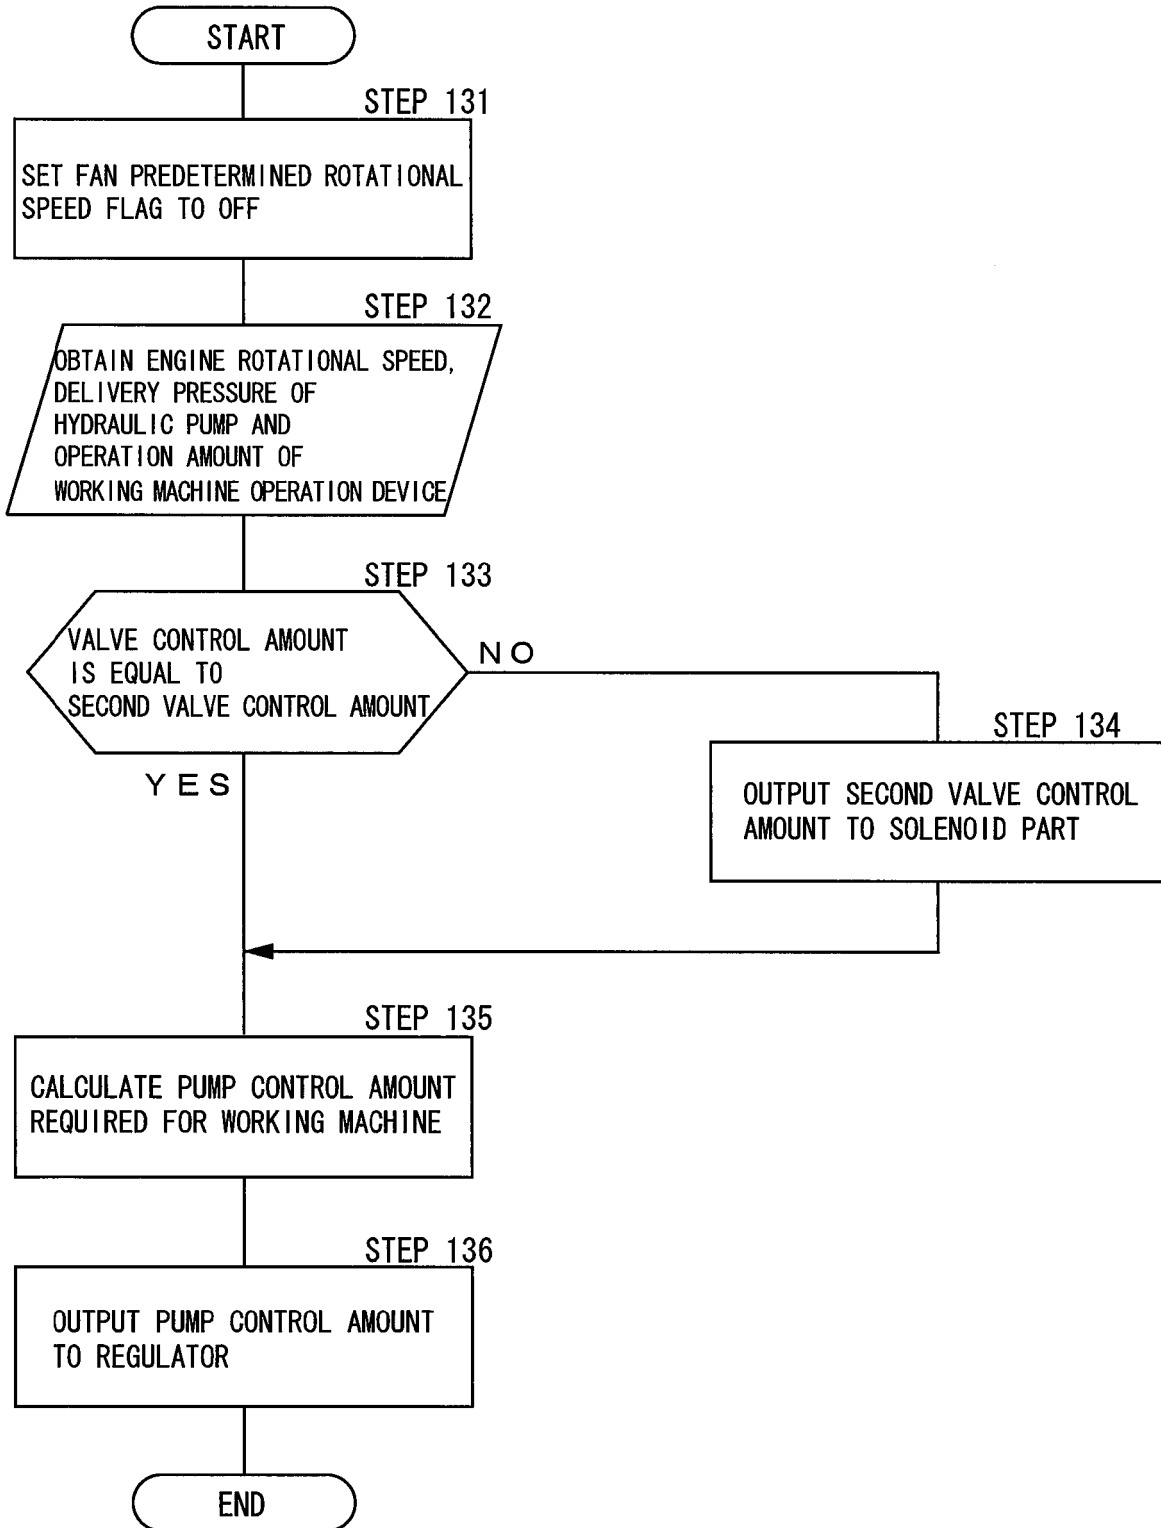 START
STEP 131
SET FAN PREDETERMINED ROTATIONAL
SPEED FLAG TO OFF
STEP 132
OBTAIN ENGINE ROTATIONAL SPEED,
DELIVERY PRESSURE OF
HYDRAULIC PUMP AND
OPERATION AMOUNT OF
WORKING MACHINE OPERATION DEVICE
STEP 133
VALVE CONTROL AMOUNT
IS EQUAL TO
SECOND VALVE CONTROL AMOUNT
NO
YES
STEP 134
OUTPUT SECOND VALVE CONTROL
AMOUNT TO SOLENOID PART
STEP 135
CALCULATE PUMP CONTROL AMOUNT
REQUIRED FOR WORKING MACHINE
STEP 136
OUTPUT PUMP CONTROL AMOUNT
TO REGULATOR
END